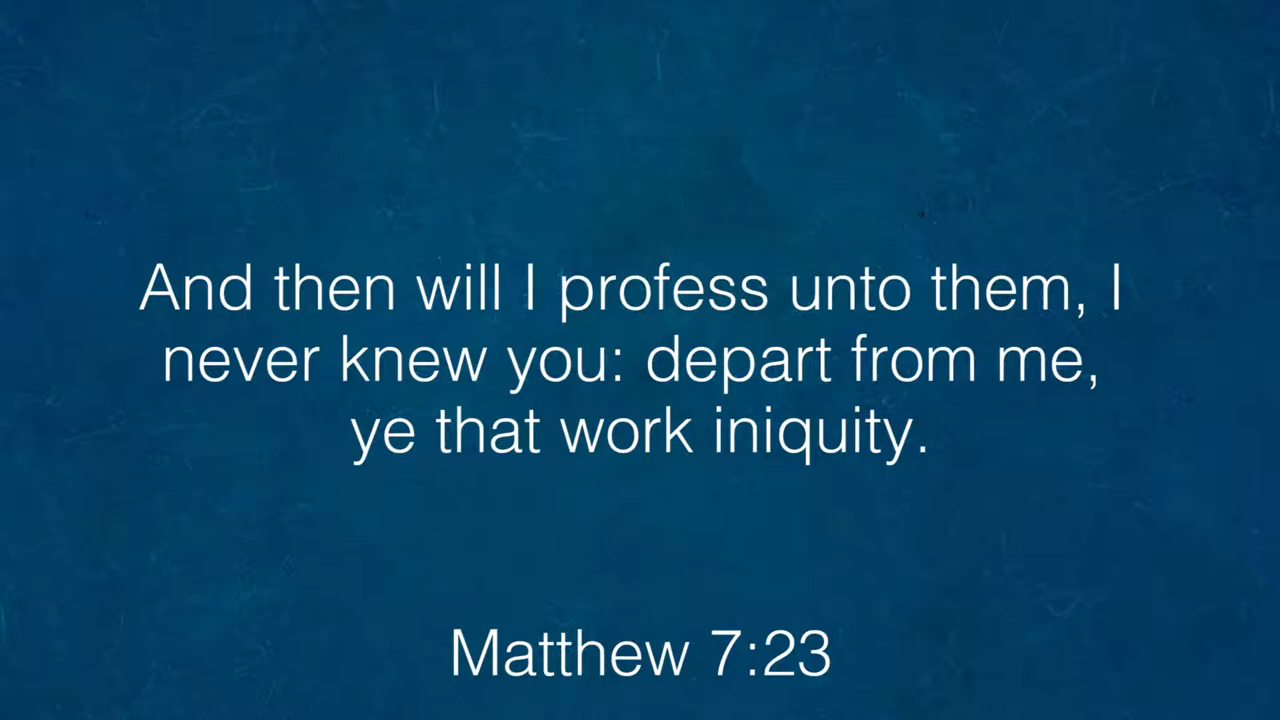 And then will I profess unto them, I
never knew you: depart from me,
ye that work iniquity.
Matthew 7:23